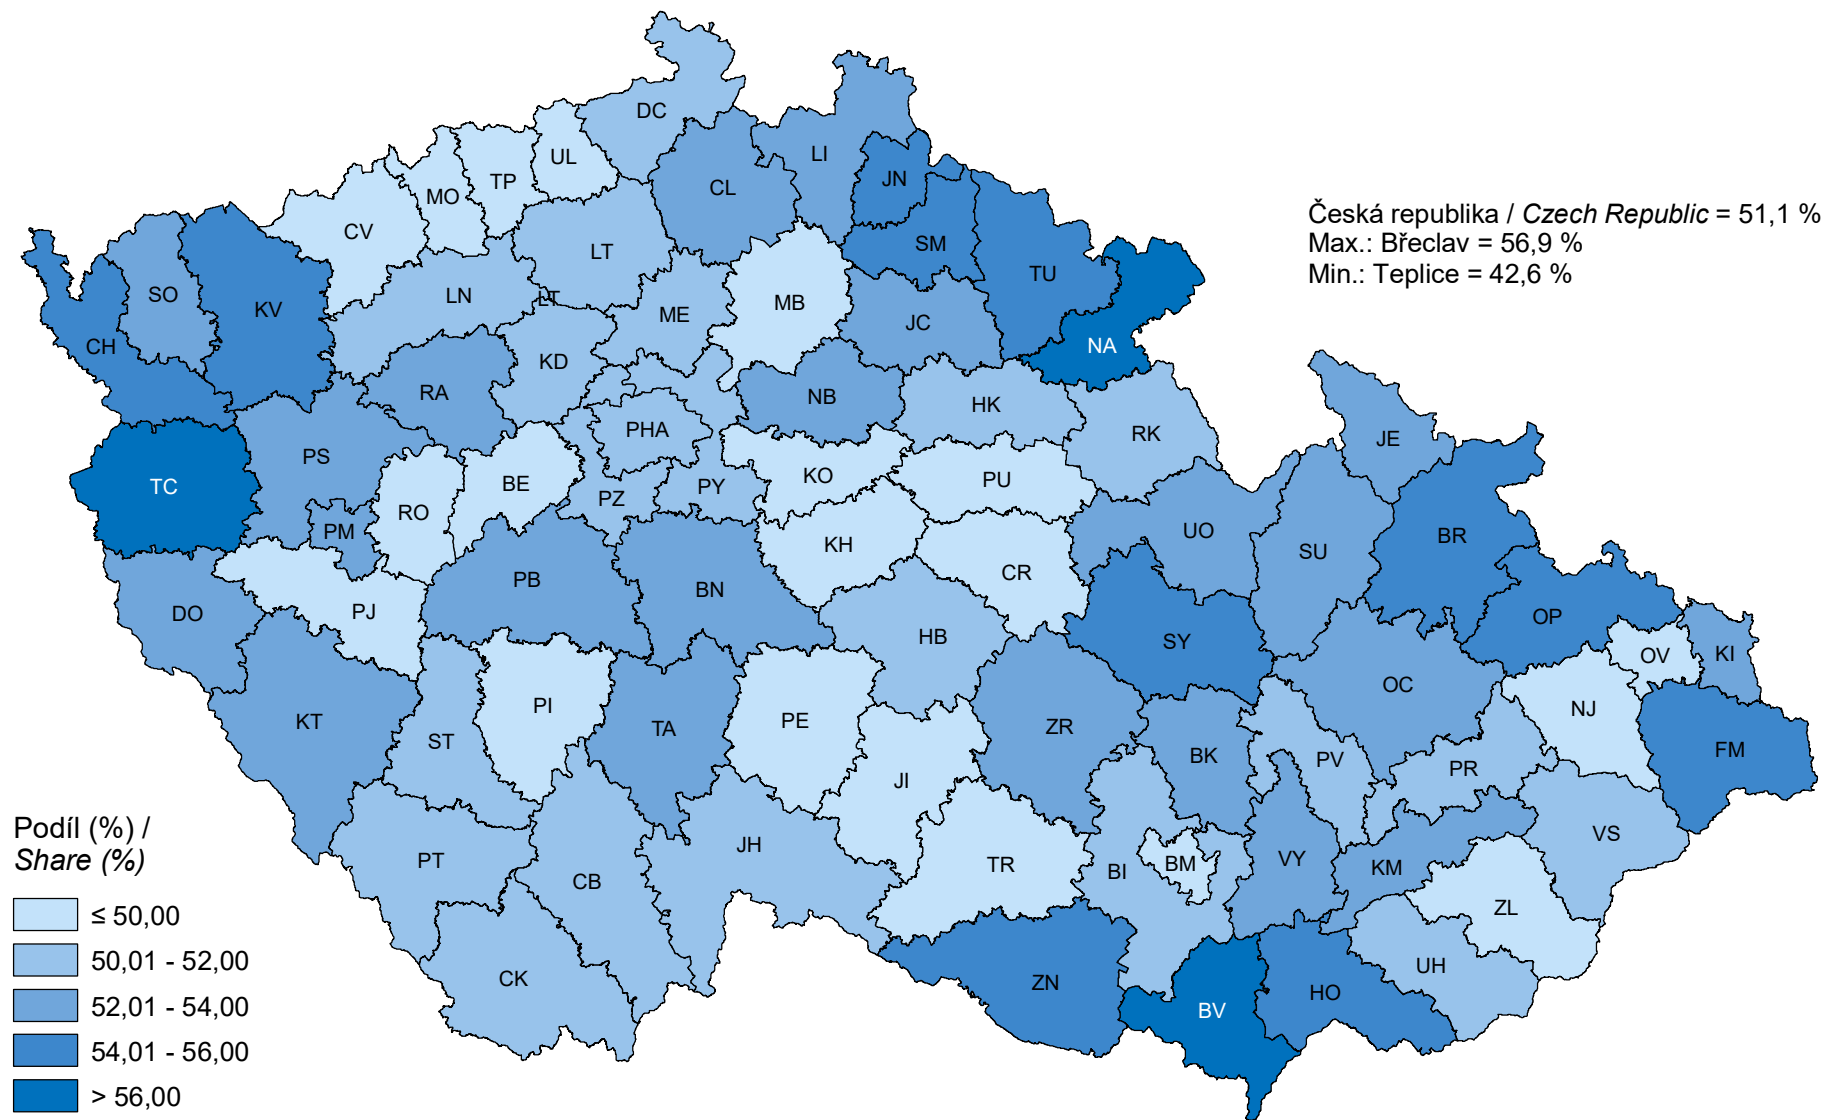 DC
UL
LI
TP
JN
MO
CL
CV
SM
Česká republika / Czech Republic = 51,1 %
Max.: Břeclav = 56,9 %
Min.: Teplice = 42,6 %
LT
TU
SO
LN
LT
KV
ME
MB
JC
CH
NA
KD
RA
NB
HK
PHA
RK
JE
PS
TC
BE
KO
PU
PZ
PY
RO
PM
KH
UO
BR
SU
CR
PB
BN
DO
PJ
HB
SY
OP
OV
KI
OC
PI
NJ
KT
ST
TA
PE
ZR
FM
BK
PV
PR
JI
Podíl (%) /
Share (%)
PT
JH
TR
BM
VY
VS
BI
KM
CB
≤ 50,00
ZL
50,01 - 52,00
CK
UH
ZN
HO
52,01 - 54,00
BV
54,01 - 56,00
> 56,00